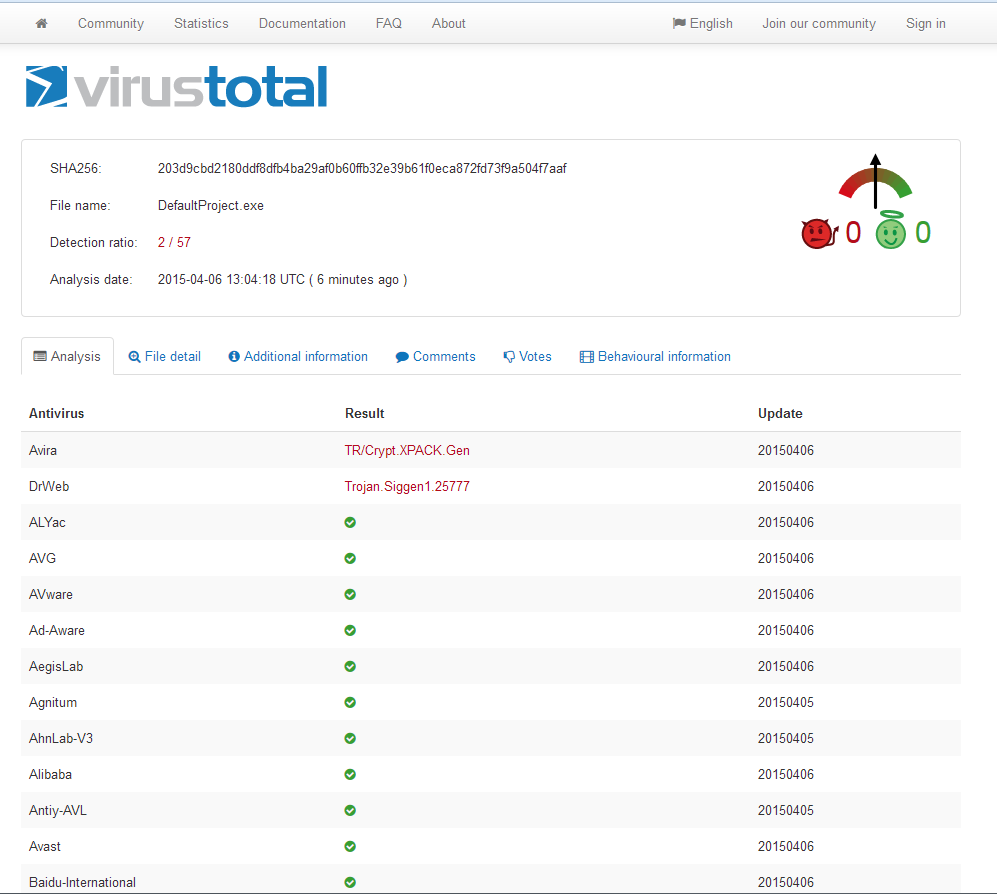 Community Statistics Documentation FAQ About English Join our community Sign in
virustotal
SHA256: 203d9cbd2180ddf8dfb4ba29af0b60ffb32e39b61f0eca872fd73f9a504f7aaf
File name: DefaultProject.exe
Detection ratio: 2 / 57
Analysis date: 2015-04-06 13:04:18 UTC ( 6 minutes ago )
0 0
Analysis File detail Additional information Comments Votes Behavioural information
Antivirus Result Update
Avira TR/Crypt.XPACK.Gen 20150406
DrWeb Trojan.Siggen1.25777 20150406
ALYac 20150406
AVG 20150406
AVware 20150406
Ad-Aware 20150406
AegisLab 20150406
Agnitum 20150405
AhnLab-V3 20150405
Alibaba 20150406
Antiy-AVL 20150405
Avast 20150406
Baidu-International 20150406